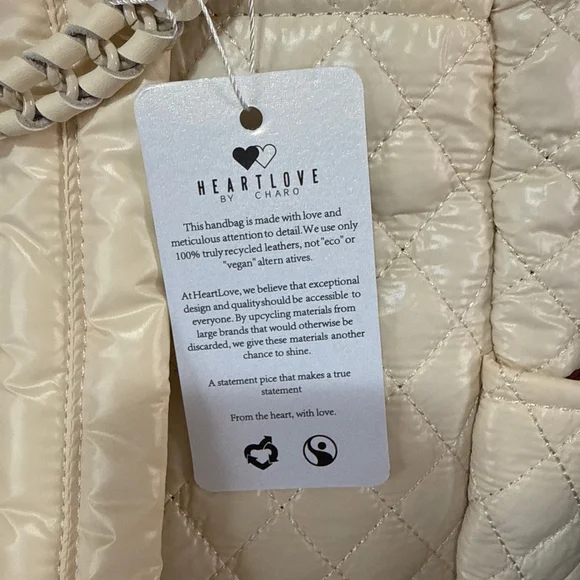 HEARTLOVE
BY CHARO
This handbag is made with love and
meticulous attention to detail. We use only
100% truly recycled leathers, not "eco" or
"vegan" altern atives.
At HeartLove, we believe that exceptional
design and quality should be accessible to
everyone. By upcycling materials from
large brands that would otherwise be
discarded, we give these materials another
chance to shine.
A statement pice that makes a true
statement
From the heart, with love.